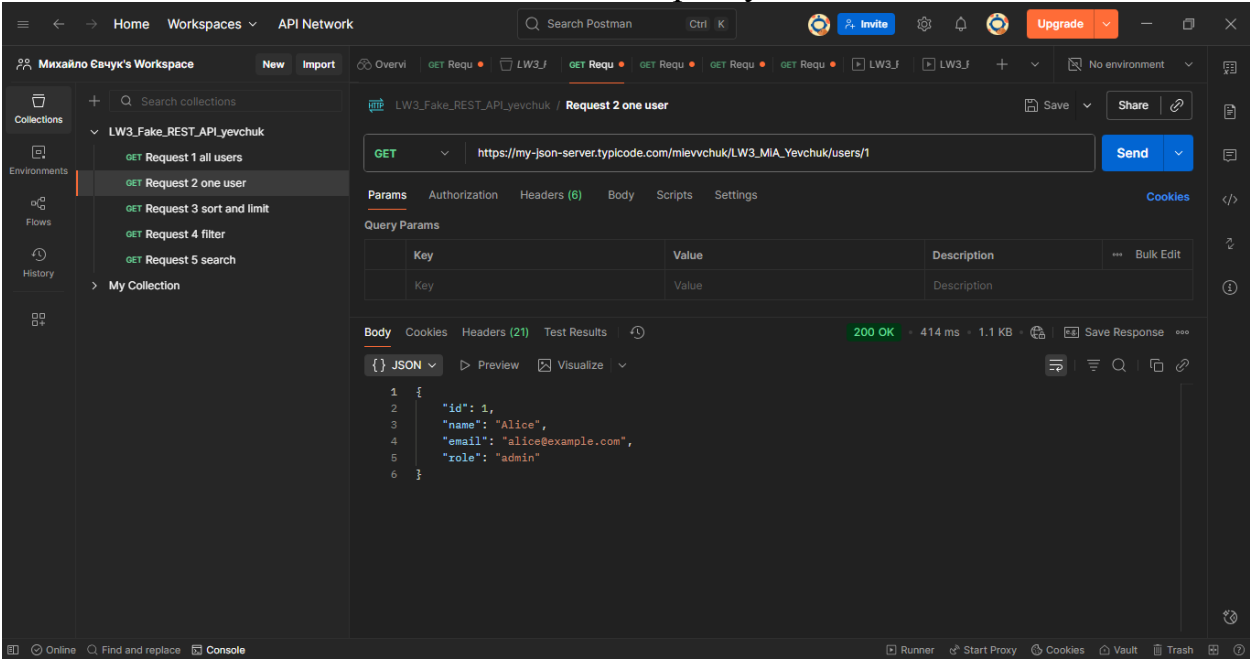 Home Workspaces API Network Search Postman Ctrl K Invite Upgrade
Михайло Євчук's Workspace New Import Overvi GET Requ LW3_F GET Requ GET Requ GET Requ GET Requ LW3_F LW3_F No environment
Collections
Environments
Flows
History
Search collections
LW3_Fake_REST_API_yevchuk
GET Request 1 all users
GET Request 2 one user
GET Request 3 sort and limit
GET Request 4 filter
GET Request 5 search
My Collection
HTTP LW3_Fake_REST_API_yevchuk / Request 2 one user Save Share
GET https://my-json-server.typicode.com/mievvchuk/LW3_MiA_Yevchuk/users/1 Send
Params Authorization Headers (6) Body Scripts Settings Cookies
Query Params
Key Value Description Bulk Edit
Key Value Description
Body Cookies Headers (21) Test Results 200 OK 414 ms 1.1 KB Save Response
{} JSON Preview Visualize
1 {
2 "id": 1,
3 "name": "Alice",
4 "email": "alice@example.com",
5 "role": "admin"
6 }
Online Find and replace Console Runner Start Proxy Cookies Vault Trash